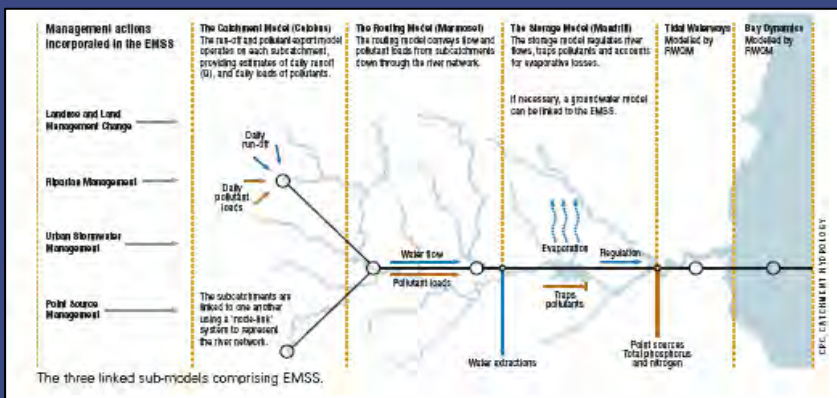 Management actions
incorporated in the EMSS
Landuse and Land
Management Change
Riparian Management
Urban Stormwater
Management
Point Source
Management
The Catchment Model (Colobus)
The run-off and pollutant export model
operates on each subcatchment,
providing estimates of daily runoff
(Q), and daily loads of pollutants.
Daily
run-off
Daily
pollutant
loads
The subcatchments are
linked to one another
using a 'node-link'
system to represent
the river network.
The Routing Model (Marmoset)
The routing model conveys flow and
pollutant loads from subcatchments
down through the river network.
Water flow
Pollutant loads
The Storage Model (Mandrill)
The storage model regulates river
flows, traps pollutants and accounts
for evaporative losses.
If necessary, a groundwater model
can be linked to the EMSS.
Evaporation
Regulation
Traps
pollutants
Water extractions
Point sources
Total phosphorus
and nitrogen
Tidal Waterways
Modelled by
RWQM
Bay Dynamics
Modelled by
RWQM
CRC CATCHMENT HYDROLOGY
The three linked sub-models comprising EMSS.